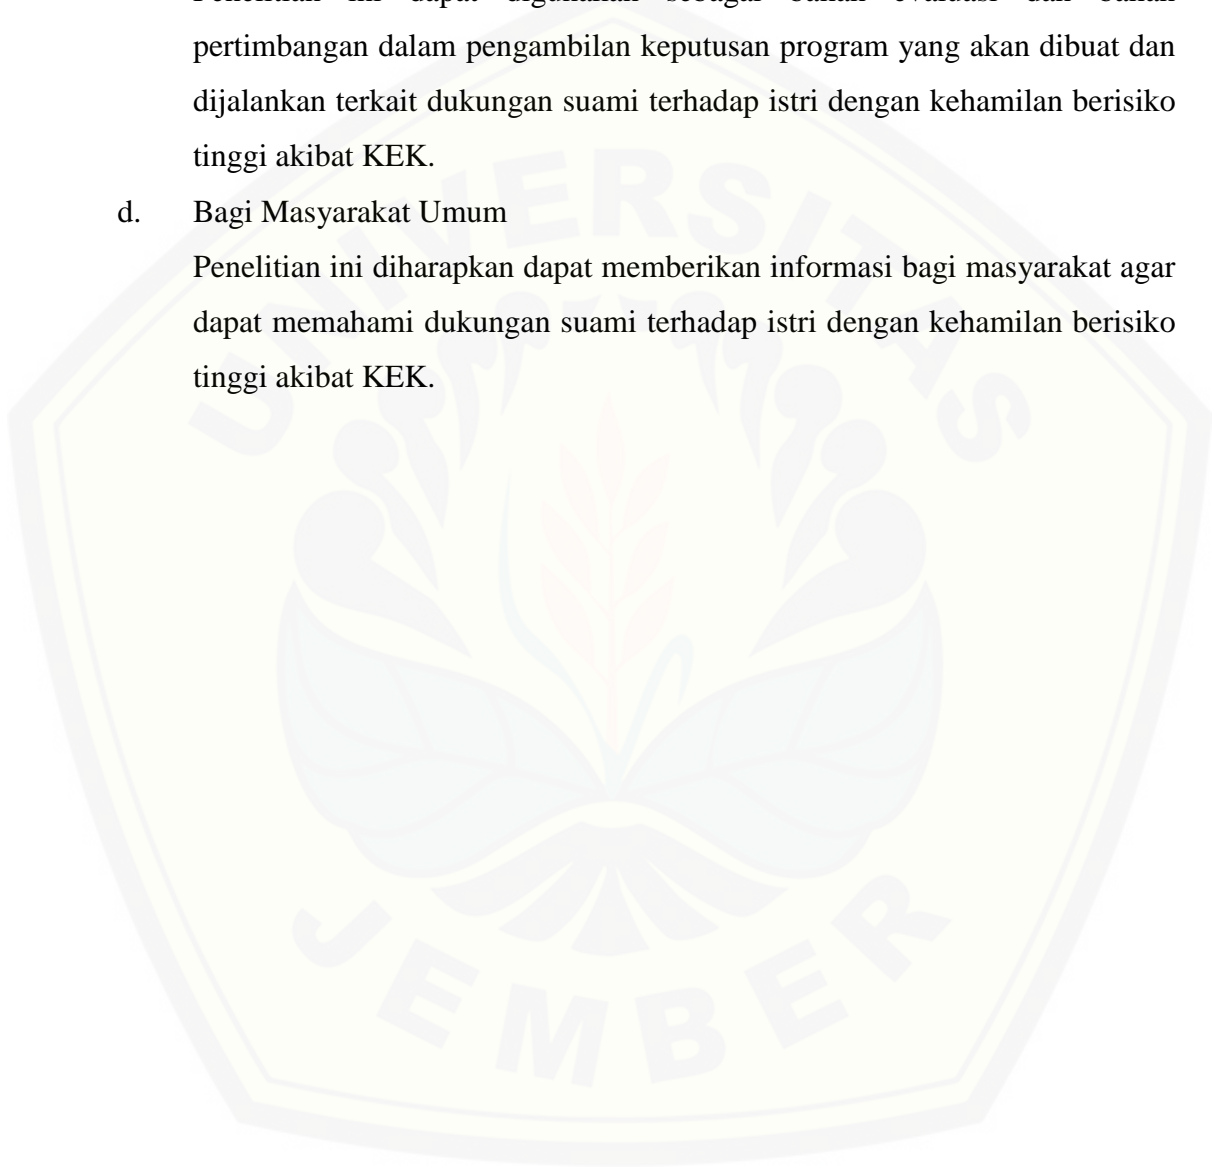 Penelitian ini dapat digunakan sebagai bahan evaluasi dan bahan
pertimbangan dalam pengambilan keputusan program yang akan dibuat dan
dijalankan terkait dukungan suami terhadap istri dengan kehamilan berisiko
tinggi akibat KEK.
d. Bagi Masyarakat Umum
Penelitian ini diharapkan dapat memberikan informasi bagi masyarakat agar
dapat memahami dukungan suami terhadap istri dengan kehamilan berisiko
tinggi akibat KEK.
UNIVERSITAS
JEMBER